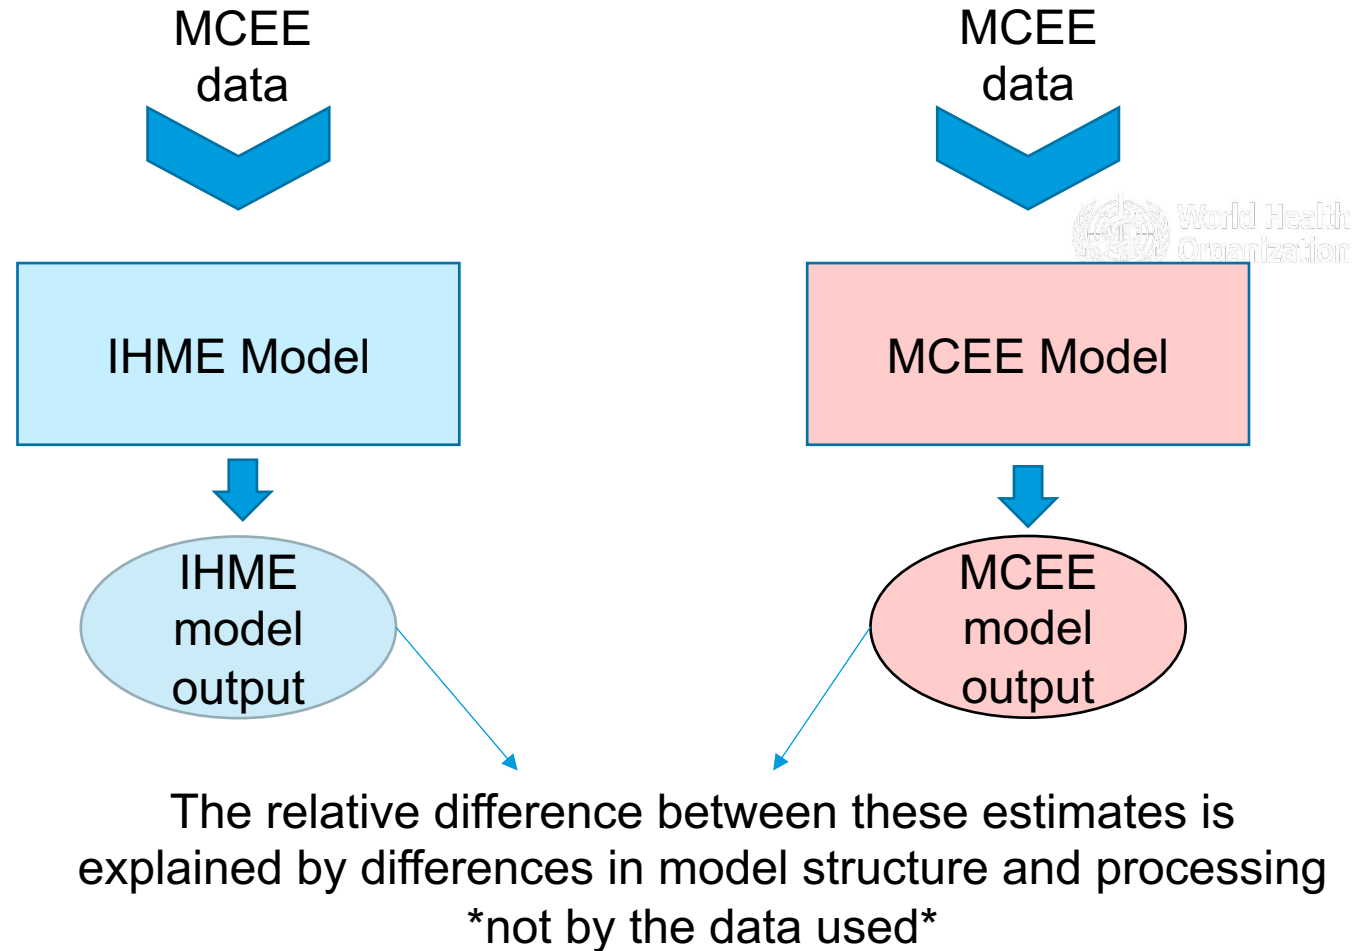 MCEE
data
MCEE
data
World Health
Organization
IHME Model
MCEE Model
IHME
model
output
MCEE
model
output
The relative difference between these estimates is
explained by differences in model structure and processing
*not by the data used*